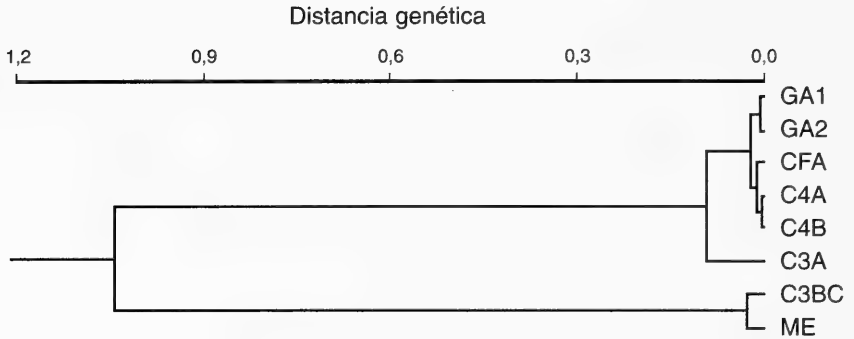 Distancia genética
1,2 0,9 0,6 0,3 0,0
GA1
GA2
CFA
C4A
C4B
C3A
C3BC
ME